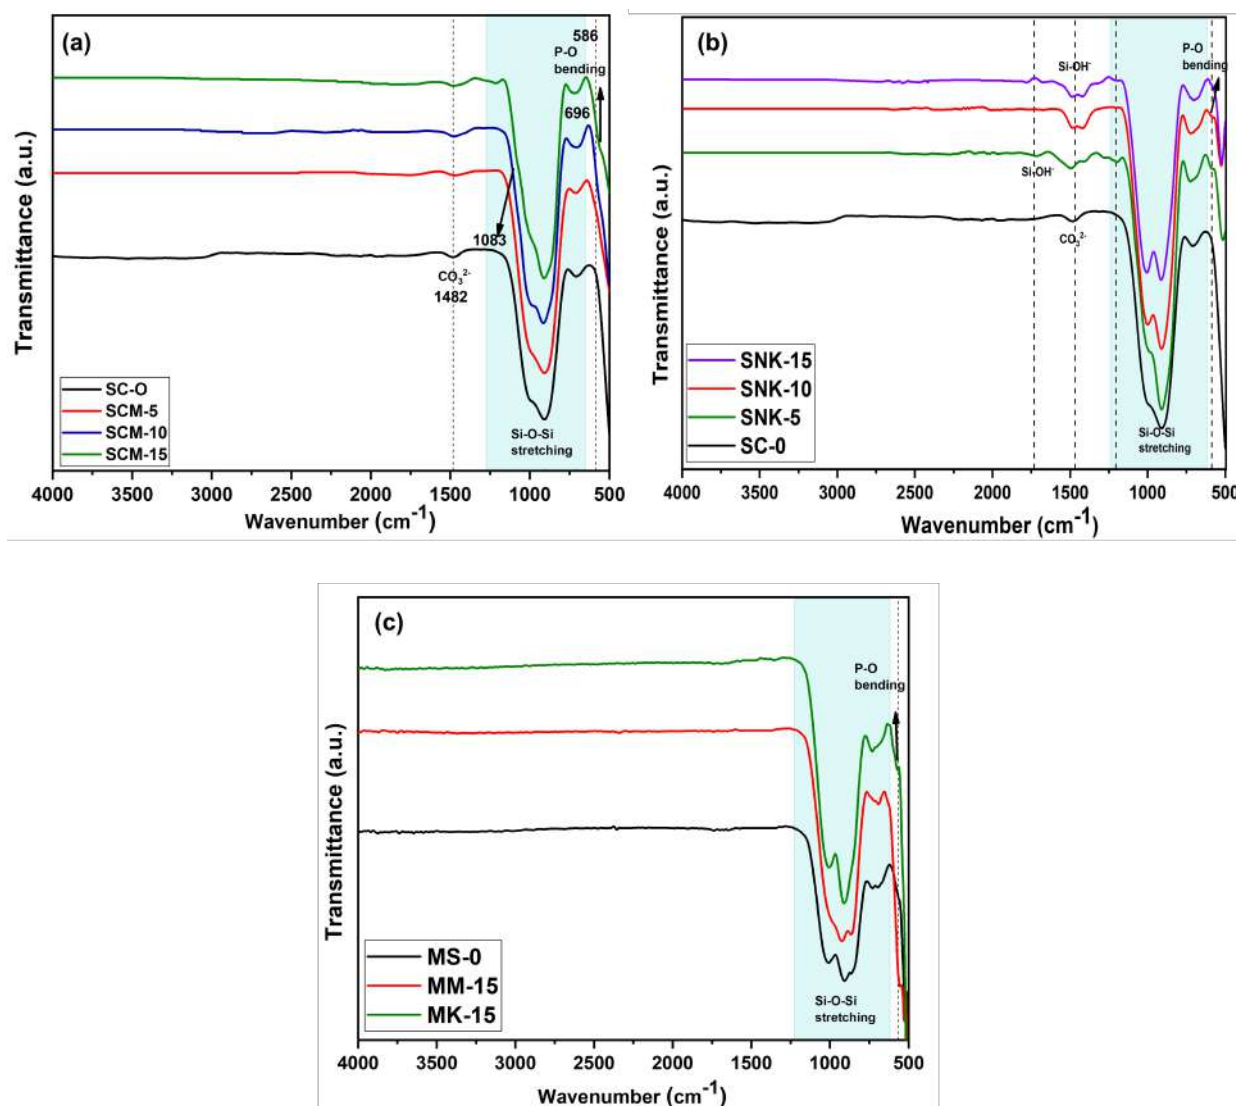 (a)
586
P-O
bending
696
1083
CO₃²⁻
1482
Si-O-Si
stretching
SC-O
SCM-5
SCM-10
SCM-15
Transmittance (a.u.)
4000 3500 3000 2500 2000 1500 1000 500
Wavenumber (cm⁻¹)
(b)
Si-OH⁻
P-O
bending
Si-OH⁻
CO₃²⁻
Si-O-Si
stretching
SNK-15
SNK-10
SNK-5
SC-0
Transmittance (a.u.)
4000 3500 3000 2500 2000 1500 1000 500
Wavenumber (cm⁻¹)
(c)
P-O
bending
Si-O-Si
stretching
MS-0
MM-15
MK-15
Transmittance (a.u.)
4000 3500 3000 2500 2000 1500 1000 500
Wavenumber (cm⁻¹)